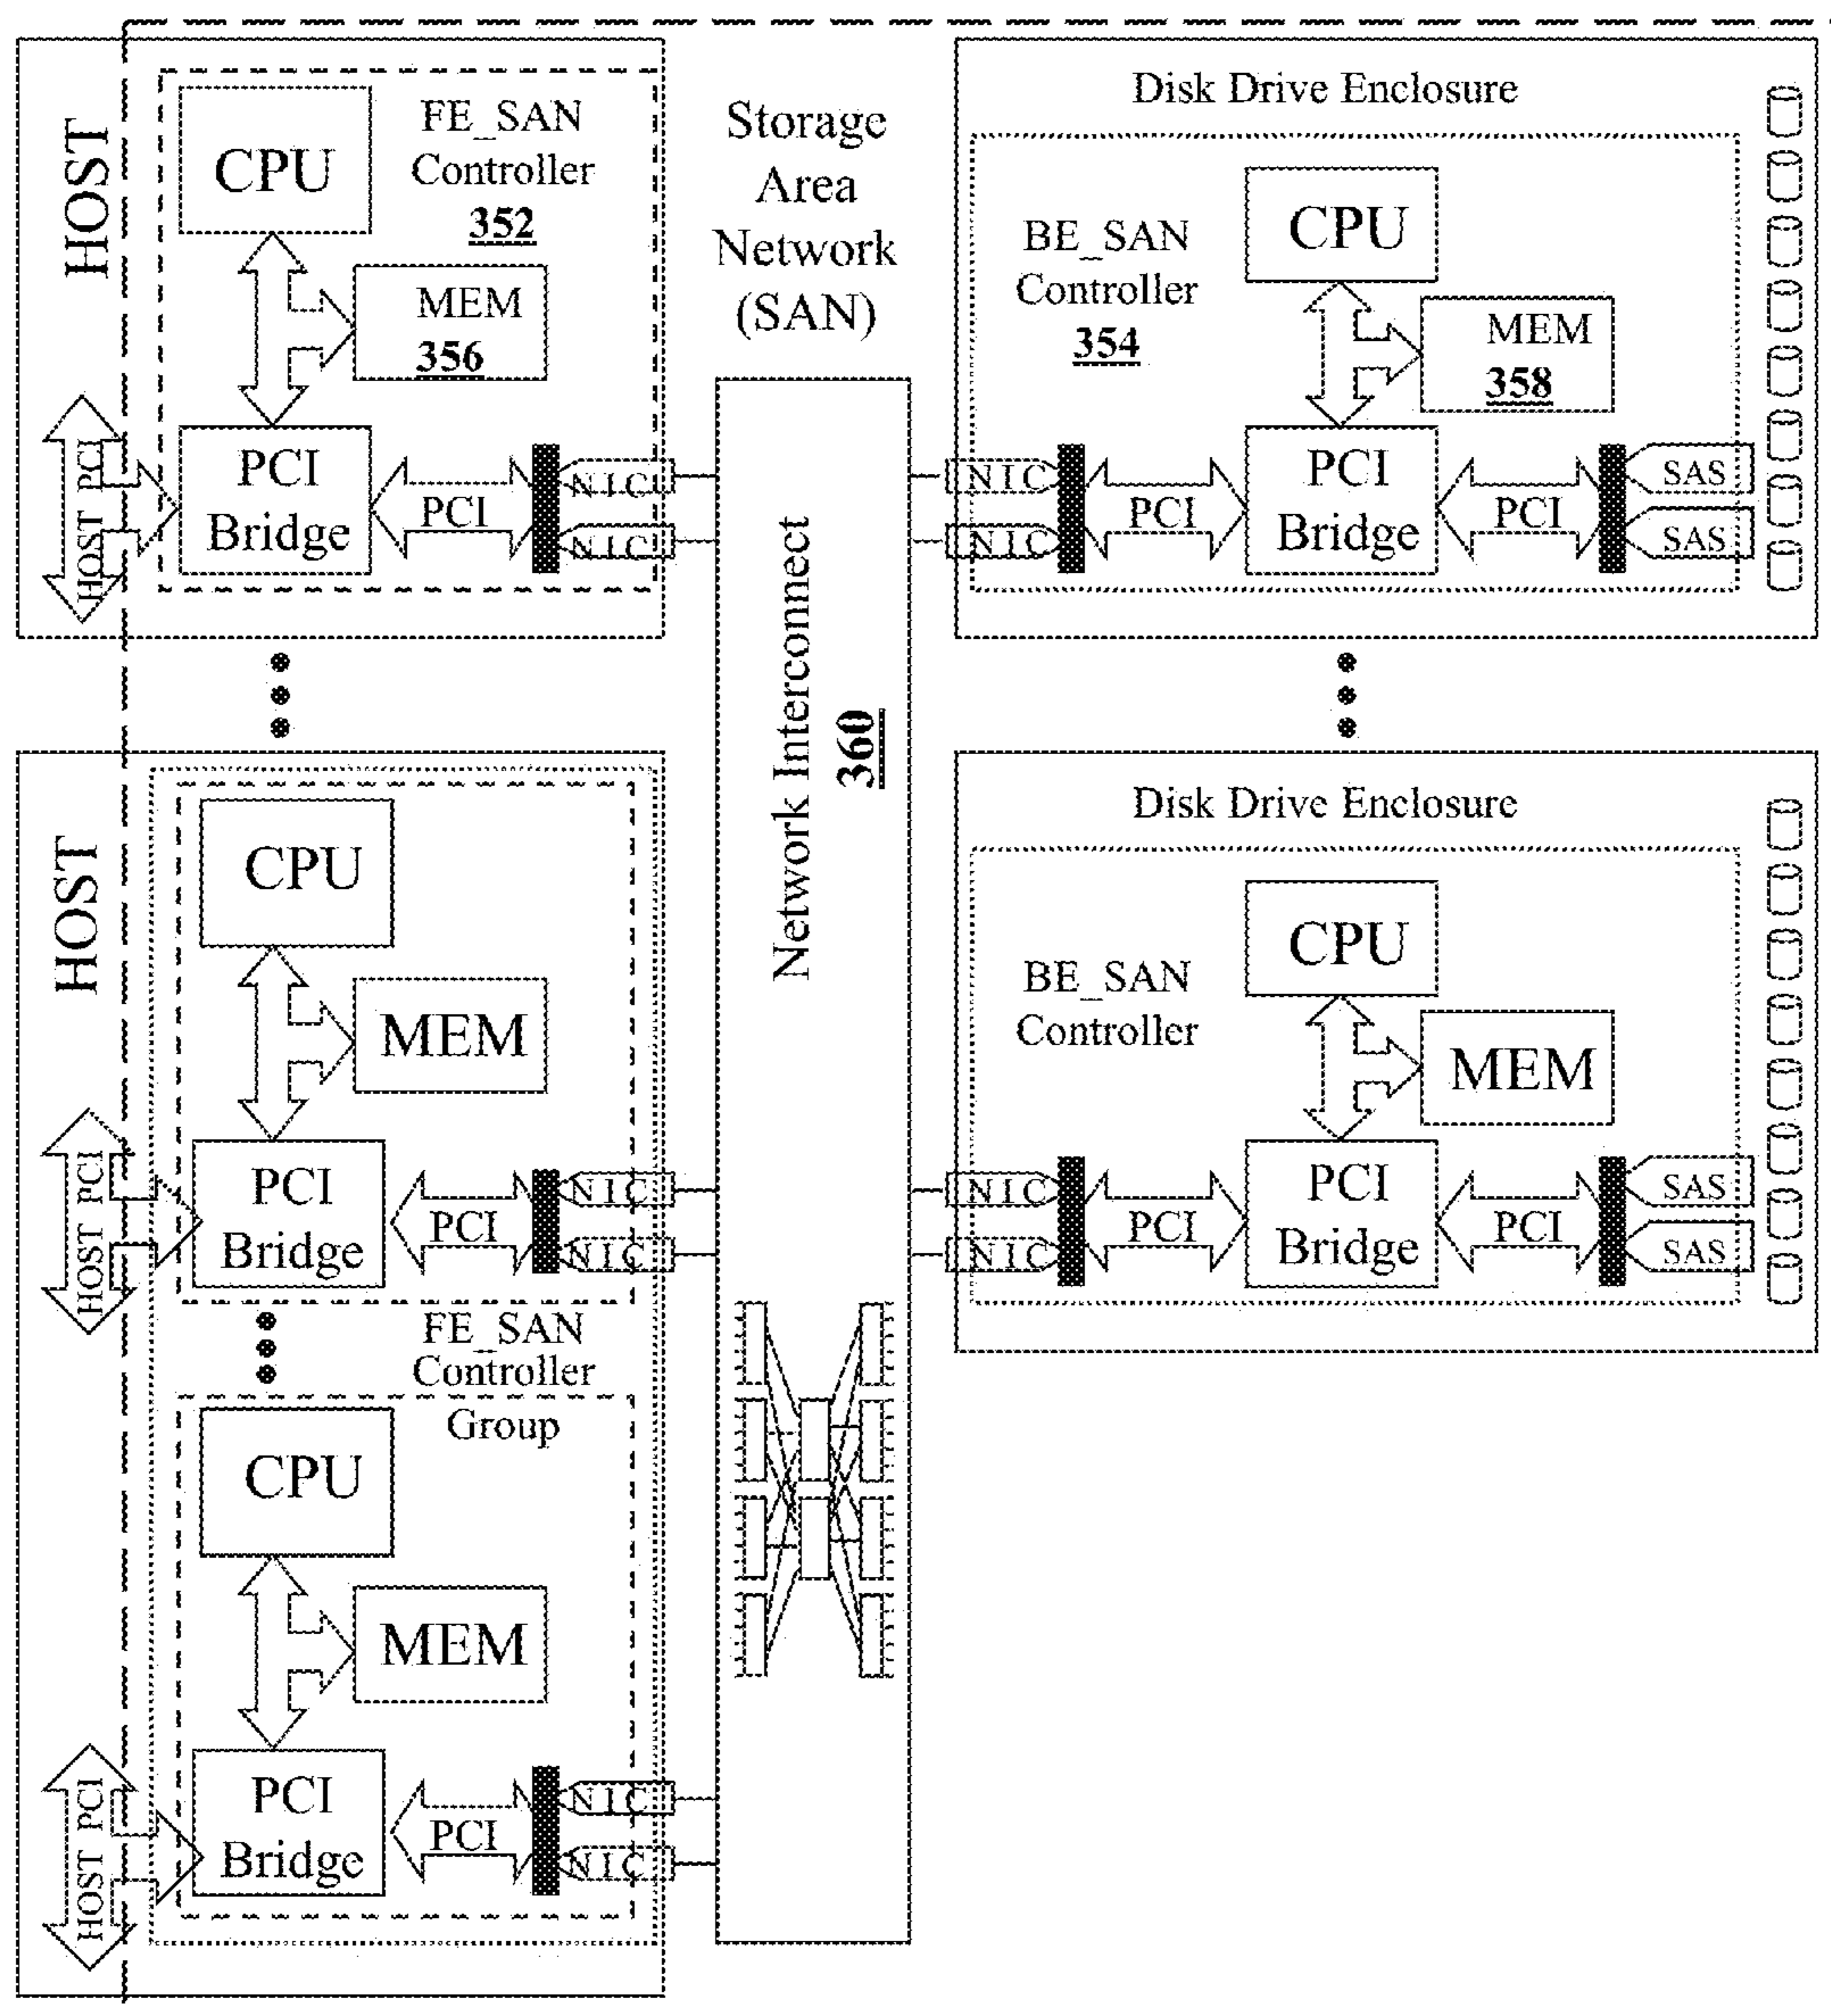 HOST
CPU
FE_SAN
Controller
352
MEM
356
HOST PCI
PCI
Bridge
PCI
NIC
NIC
Storage
Area
Network
(SAN)
Network Interconnect
360
Disk Drive Enclosure
BE_SAN
Controller
354
CPU
MEM
358
NIC
NIC
PCI
PCI
Bridge
PCI
SAS
SAS
HOST
CPU
MEM
HOST PCI
PCI
Bridge
PCI
NIC
NIC
FE_SAN
Controller
Group
CPU
MEM
HOST PCI
PCI
Bridge
PCI
NIC
NIC
Disk Drive Enclosure
BE_SAN
Controller
CPU
MEM
NIC
NIC
PCI
PCI
Bridge
PCI
SAS
SAS